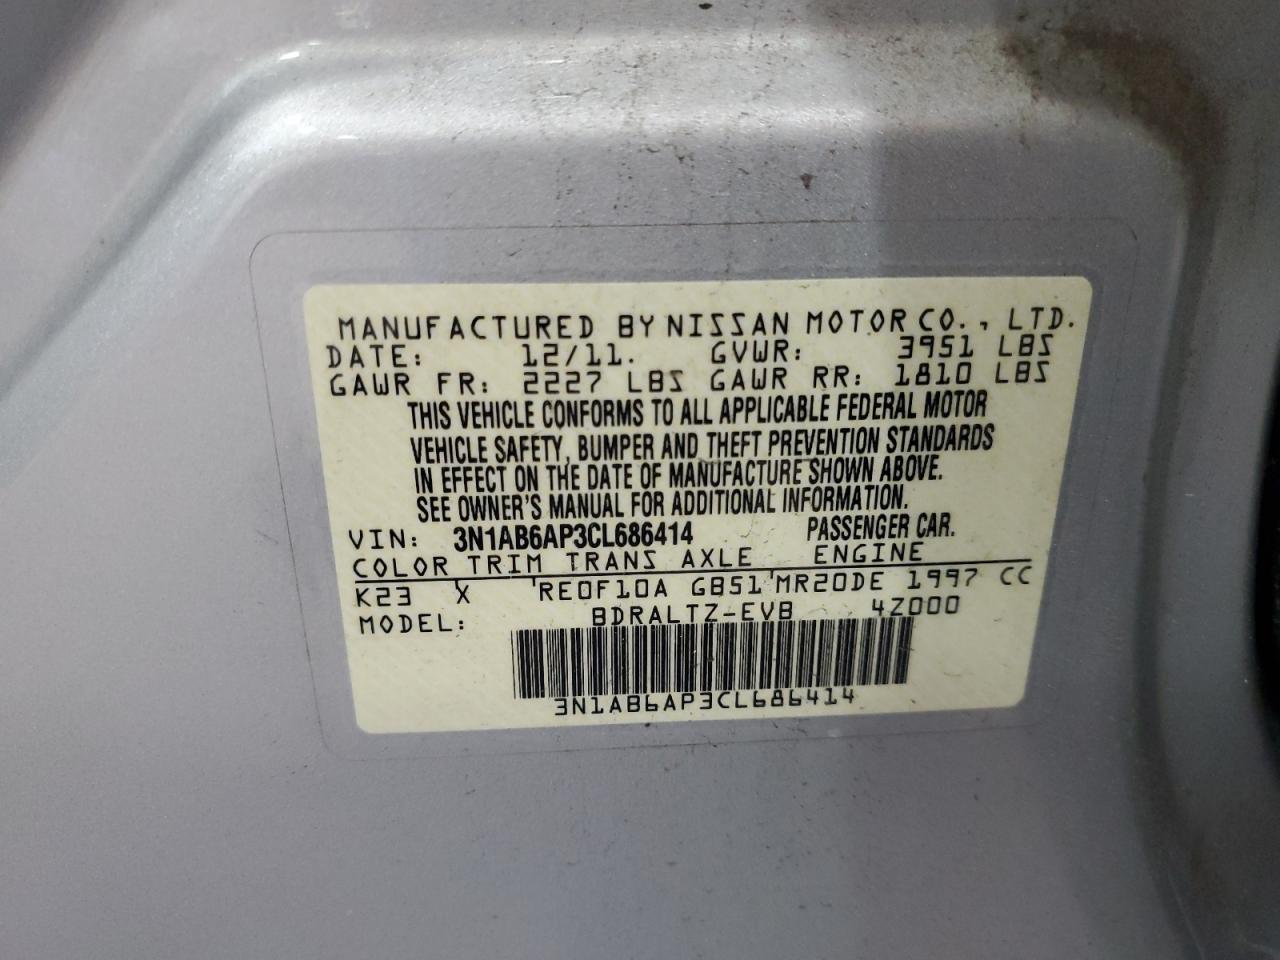 MANUFACTURED BY NISSAN MOTOR CO., LTD.
DATE: 12/11. GVWR: 3951 LBS
GAWR FR: 2227 LBS GAWR RR: 1810 LBS
THIS VEHICLE CONFORMS TO ALL APPLICABLE FEDERAL MOTOR
VEHICLE SAFETY, BUMPER AND THEFT PREVENTION STANDARDS
IN EFFECT ON THE DATE OF MANUFACTURE SHOWN ABOVE.
SEE OWNER'S MANUAL FOR ADDITIONAL INFORMATION.
VIN: 3N1AB6AP3CL686414 PASSENGER CAR.
COLOR TRIM TRANS AXLE ENGINE
K23 X 'RE0F10A GB51'MR20DE 1997 CC
MODEL: BDRALTZ-EVB 4Z000
3N1AB6AP3CL686414